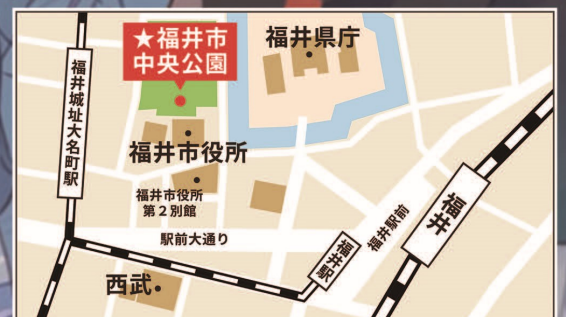 ★福井市
中央公園
福井県庁
福井城址大名町駅
福井市役所
福井市役所
第2別館
駅前大通り
福井駅
福井駅前
福井
西武